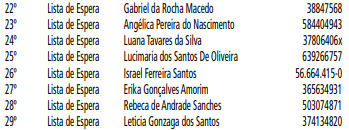 22º Lista de Espera Gabriel da Rocha Macedo 38847568
23º Lista de Espera Angélica Pereira do Nascimento 584404943
24º Lista de Espera Luana Tavares da Silva 37806406x
25º Lista de Espera Lucimaria dos Santos De Oliveira 639266757
26º Lista de Espera Israel Ferreira Santos 56.664.415-0
27º Lista de Espera Erika Gonçalves Amorim 365634931
28º Lista de Espera Rebeca de Andrade Sanches 503074871
29º Lista de Espera Leticia Gonzaga dos Santos 374134820